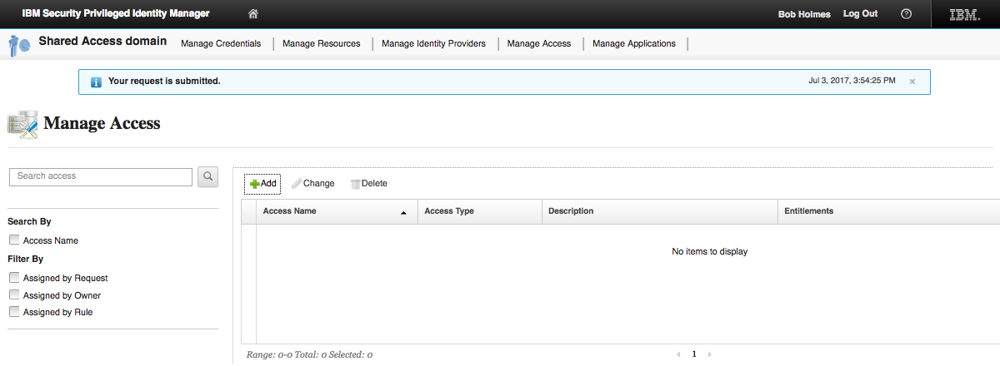 IBM Security Privileged Identity Manager
Bob Holmes Log Out ? IBM.
Shared Access domain Manage Credentials Manage Resources Manage Identity Providers Manage Access Manage Applications
Your request is submitted. Jul 3, 2017, 3:54:25 PM
Manage Access
Search access
Add Change Delete
Access Name Access Type Description Entitlements
Search By
Access Name
No items to display
Filter By
Assigned by Request
Assigned by Owner
Assigned by Rule
Range: 0-0 Total: 0 Selected: 0 1